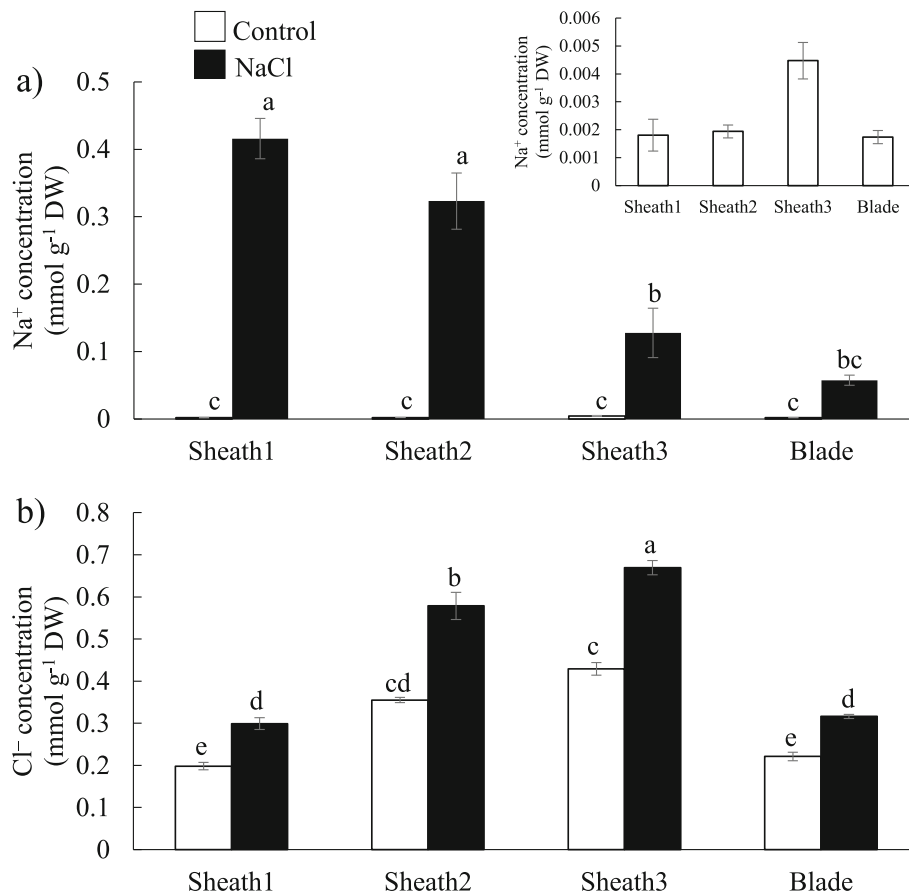 Control
NaCl
a)
Na⁺ concentration
(mmol g⁻¹ DW)
0.5
0.4
0.3
0.2
0.1
0
a
a
b
bc
c
c
c
c
Sheath1 Sheath2 Sheath3 Blade
Na⁺ concentration
(mmol g⁻¹ DW)
0.006
0.005
0.004
0.003
0.002
0.001
0
Sheath1 Sheath2 Sheath3 Blade
b)
Cl⁻ concentration
(mmol g⁻¹ DW)
0.8
0.7
0.6
0.5
0.4
0.3
0.2
0.1
0
e d cd b c a e d
Sheath1 Sheath2 Sheath3 Blade